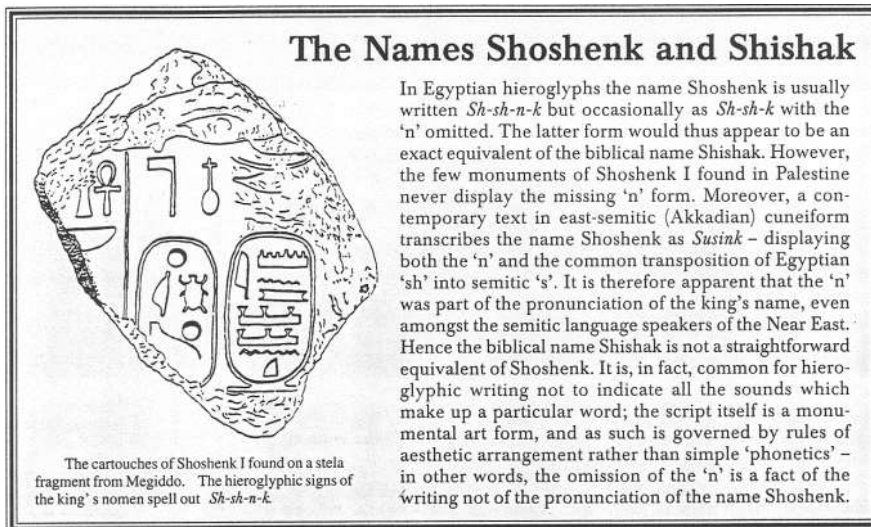 The Names Shoshenk and Shishak
In Egyptian hieroglyphs the name Shoshenk is usually
written Sh-sh-n-k but occasionally as Sh-sh-k with the
‘n’ omitted. The latter form would thus appear to be an
exact equivalent of the biblical name Shishak. However,
the few monuments of Shoshenk I found in Palestine
never display the missing ‘n’ form. Moreover, a con-
temporary text in east-semitic (Akkadian) cuneiform
transcribes the name Shoshenk as Susink – displaying
both the ‘n’ and the common transposition of Egyptian
‘sh’ into semitic ‘s’. It is therefore apparent that the ‘n’
was part of the pronunciation of the king’s name, even
amongst the semitic language speakers of the Near East.
Hence the biblical name Shishak is not a straightforward
equivalent of Shoshenk. It is, in fact, common for hiero-
glyphic writing not to indicate all the sounds which
make up a particular word; the script itself is a monu-
mental art form, and as such is governed by rules of
aesthetic arrangement rather than simple ‘phonetics’ –
in other words, the omission of the ‘n’ is a fact of the
writing not of the pronunciation of the name Shoshenk.
The cartouches of Shoshenk I found on a stela
fragment from Megiddo. The hieroglyphic signs of
the king’ s nomen spell out Sh-sh-n-k.